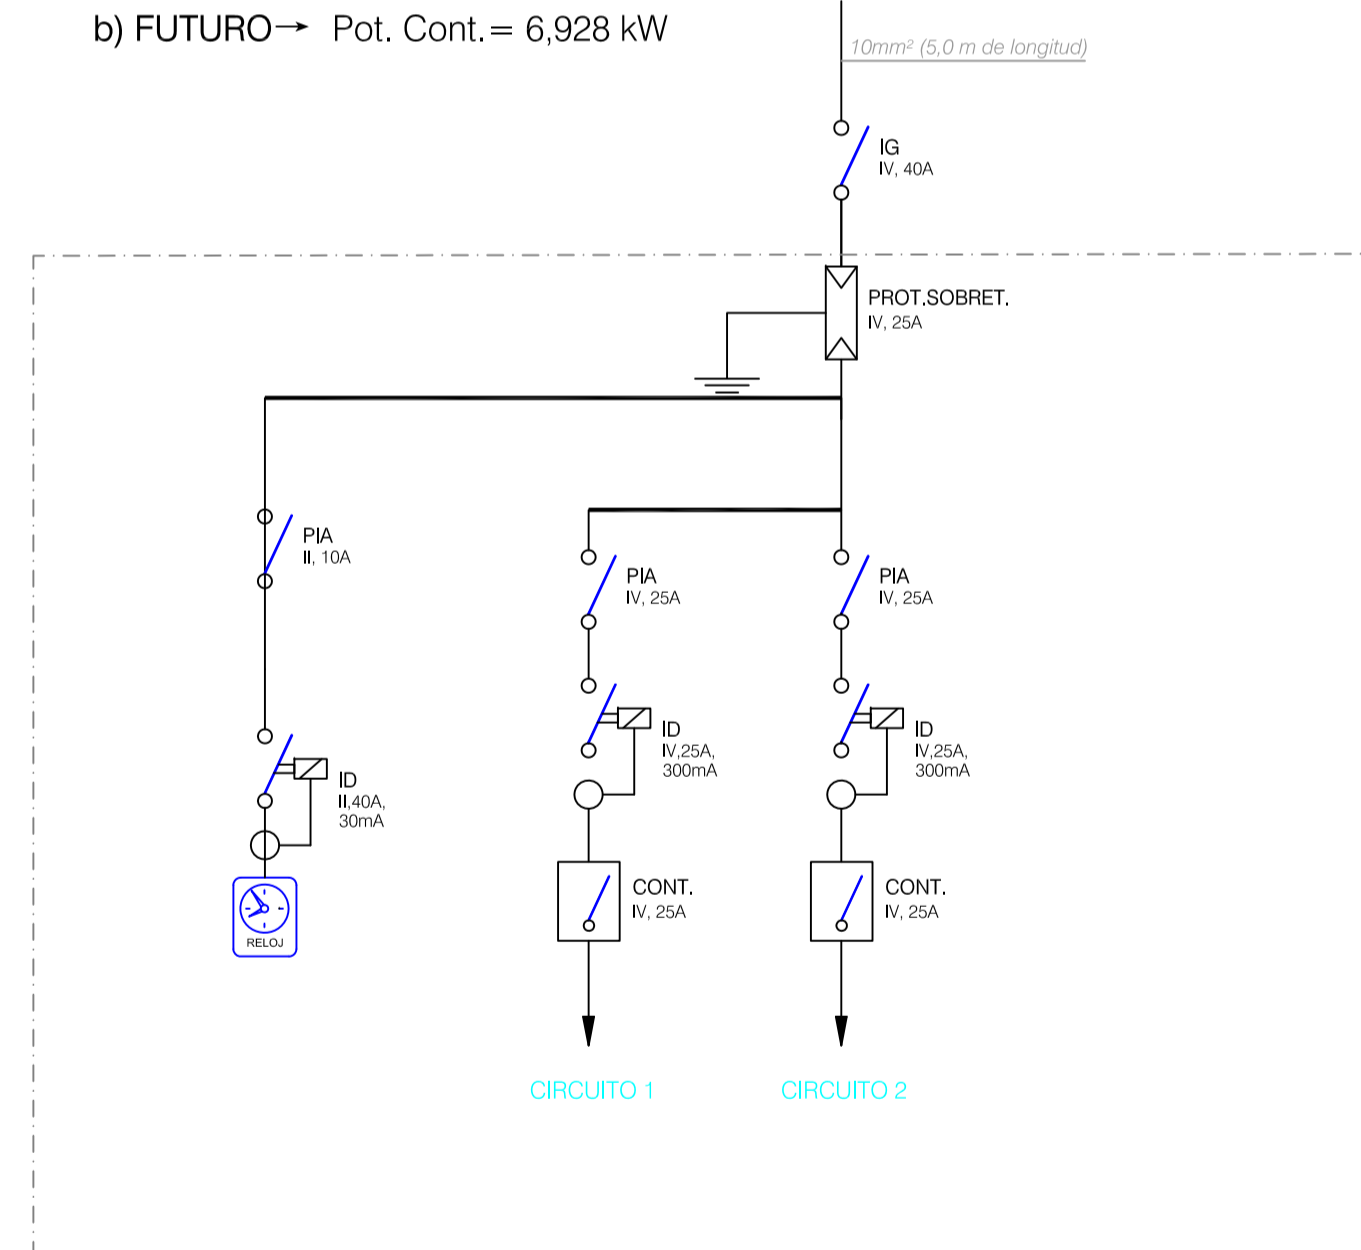 b) FUTURO→ Pot. Cont.= 6,928 kW
10mm² (5,0 m de longitud)
IG
IV, 40A
PROT.SOBRET.
IV, 25A
PIA
II, 10A
PIA
IV, 25A
PIA
IV, 25A
ID
IV,25A,
300mA
ID
IV,25A,
300mA
ID
II,40A,
30mA
CONT.
IV, 25A
CONT.
IV, 25A
RELOJ
CIRCUITO 1
CIRCUITO 2